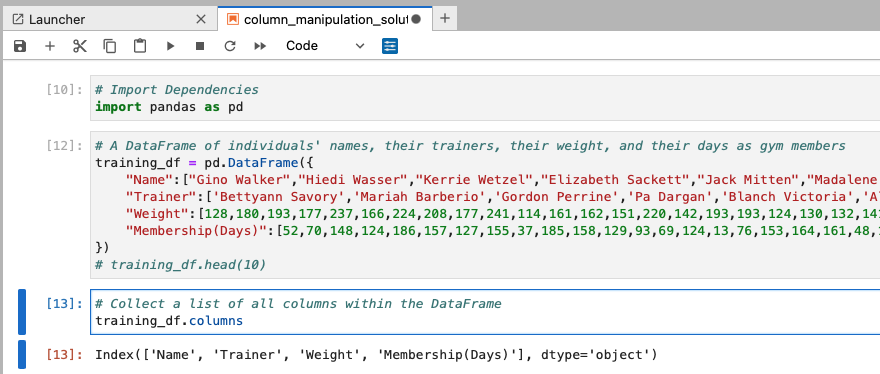 Launcher
column_manipulation_solut
Code
[10]:
# Import Dependencies
import pandas as pd
[12]:
# A DataFrame of individuals' names, their trainers, their weight, and their days as gym members
training_df = pd.DataFrame({
"Name":["Gino Walker","Hiedi Wasser","Kerrie Wetzel","Elizabeth Sackett","Jack Mitten","Madalene
"Trainer":['Bettyann Savory','Mariah Barberio','Gordon Perrine','Pa Dargan','Blanch Victoria','A
"Weight":[128,180,193,177,237,166,224,208,177,241,114,161,162,151,220,142,193,193,124,130,132,141
"Membership(Days)":[52,70,148,124,186,157,127,155,37,185,158,129,93,69,124,13,76,153,164,161,48,
})
# training_df.head(10)
[13]:
# Collect a list of all columns within the DataFrame
training_df.columns
[13]:
Index(['Name', 'Trainer', 'Weight', 'Membership(Days)'], dtype='object')